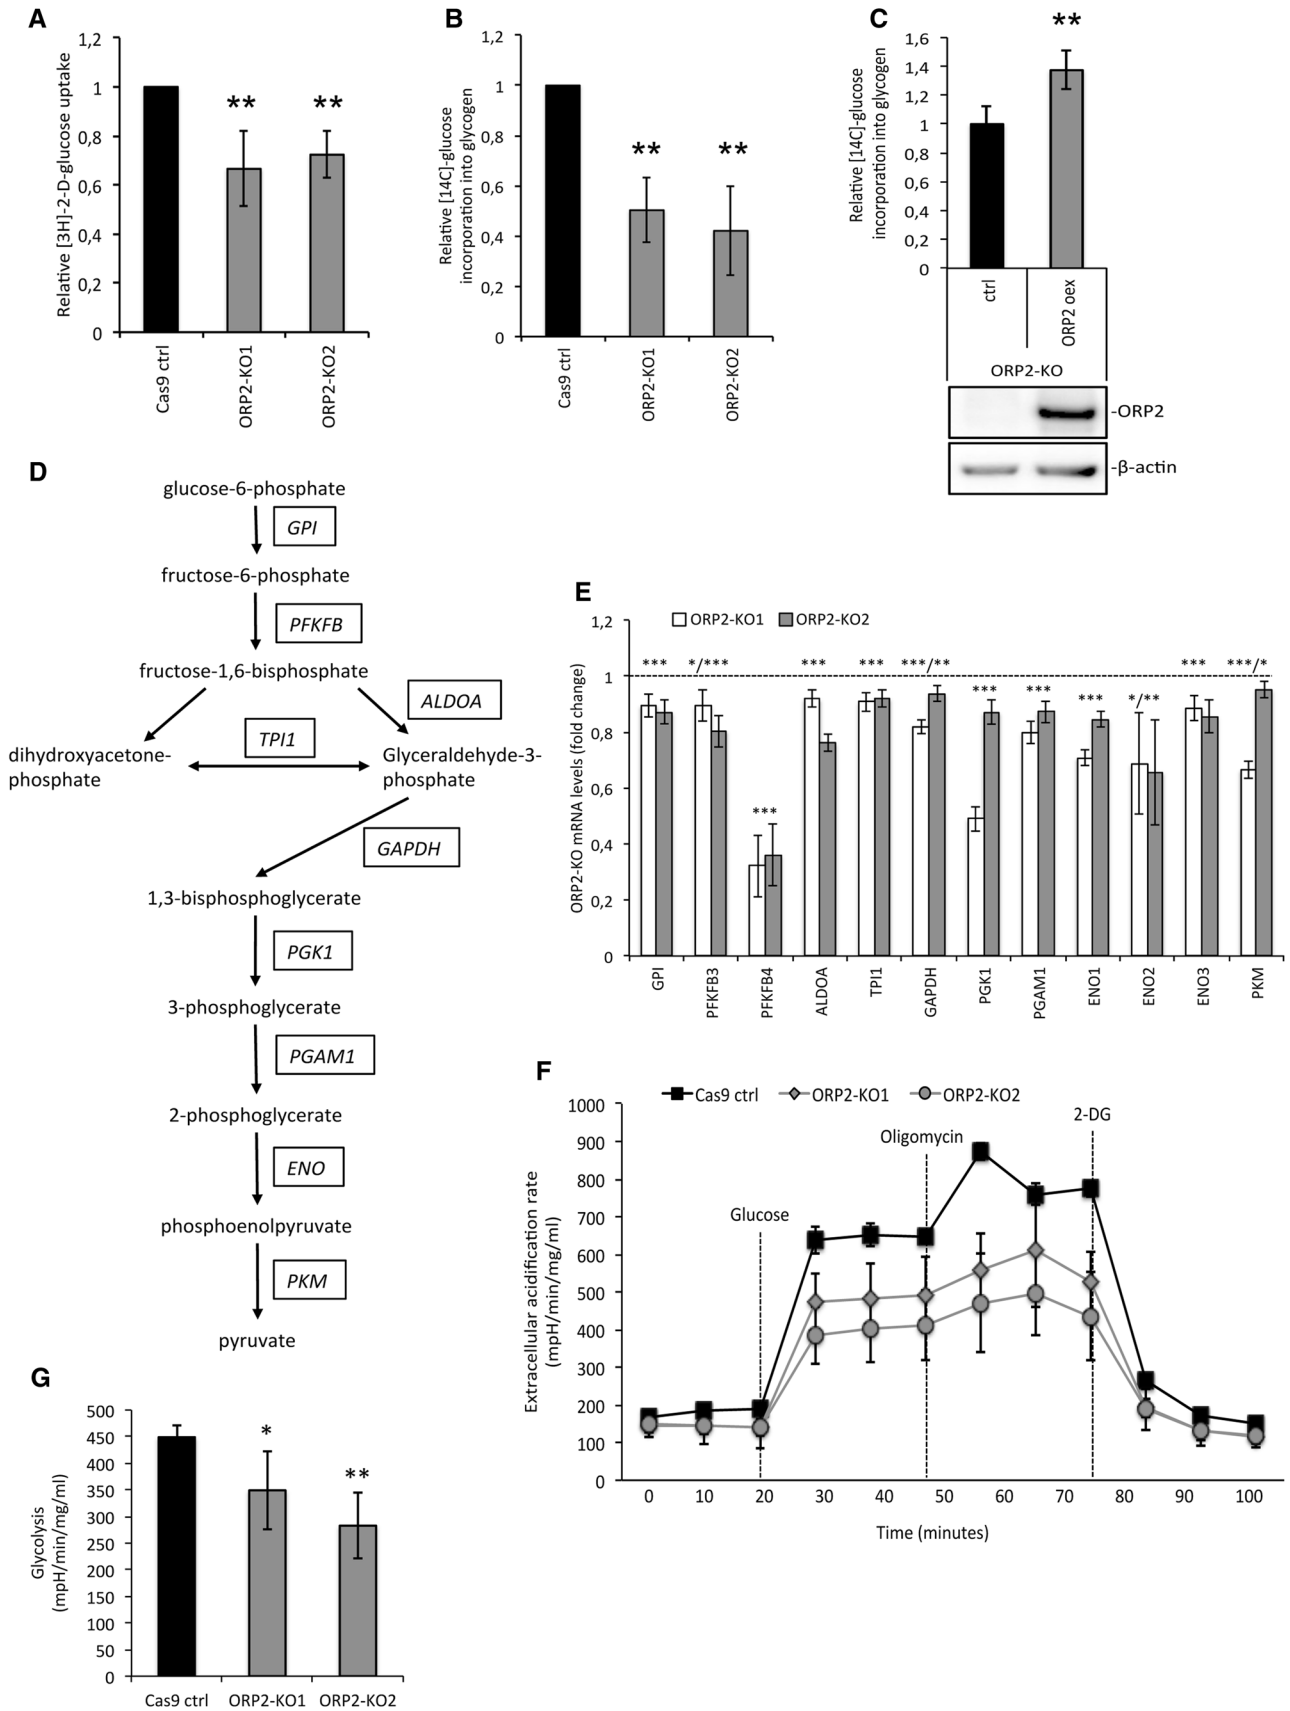 A
Relative [3H]-2-D-glucose uptake
1,2
1
0,8
0,6
0,4
0,2
0
**
**
Cas9 ctrl
ORP2-KO1
ORP2-KO2
B
Relative [14C]-glucose
incorporation into glycogen
1,2
1
0,8
0,6
0,4
0,2
0
**
**
Cas9 ctrl
ORP2-KO1
ORP2-KO2
C
Relative [14C]-glucose
incorporation into glycogen
1,6
1,4
1,2
1
0,8
0,6
0,4
0,2
0
**
ctrl
ORP2 oex
ORP2-KO
-ORP2
-β-actin
D
glucose-6-phosphate
GPI
fructose-6-phosphate
PFKFB
fructose-1,6-bisphosphate
ALDOA
TPI1
dihydroxyacetone-
phosphate
Glyceraldehyde-3-
phosphate
GAPDH
1,3-bisphosphoglycerate
PGK1
3-phosphoglycerate
PGAM1
2-phosphoglycerate
ENO
phosphoenolpyruvate
PKM
pyruvate
E
ORP2-KO1
ORP2-KO2
ORP2-KO mRNA levels (fold change)
1,2
1
0,8
0,6
0,4
0,2
0
***
*/***
***
***
***
***/**
***
***
***
*/**
***
***/*
GPI
PFKFB3
PFKFB4
ALDOA
TPI1
GAPDH
PGK1
PGAM1
ENO1
ENO2
ENO3
PKM
F
Cas9 ctrl
ORP2-KO1
ORP2-KO2
Extracellular acidification rate
(mpH/min/mg/ml)
1000
900
800
700
600
500
400
300
200
100
0
Glucose
Oligomycin
2-DG
0 10 20 30 40 50 60 70 80 90 100
Time (minutes)
G
Glycolysis
(mpH/min/mg/ml)
500
450
400
350
300
250
200
150
100
50
0
*
**
Cas9 ctrl
ORP2-KO1
ORP2-KO2